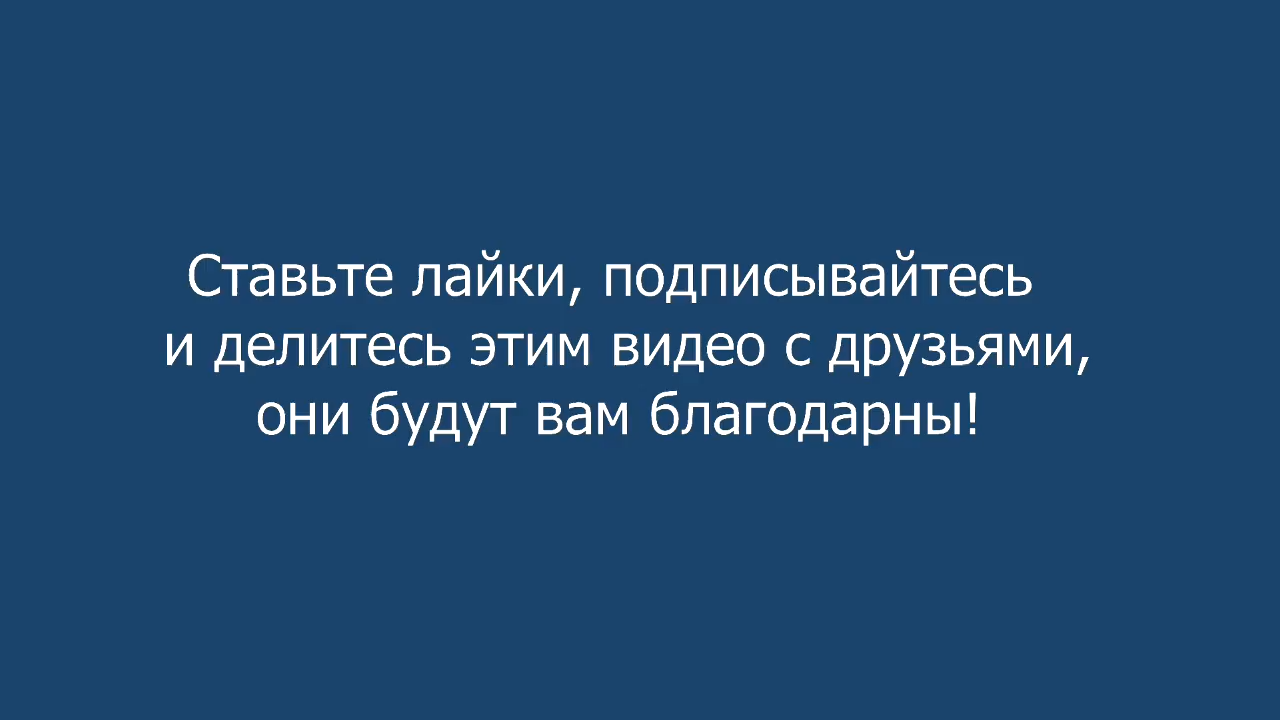 Ставьте лайки, подписывайтесь
и делитесь этим видео с друзьями,
они будут вам благодарны!